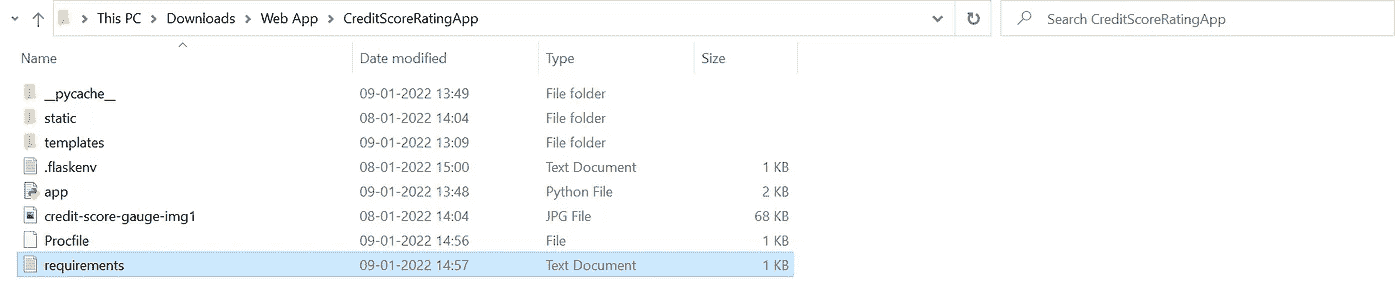 This PC > Downloads > Web App > CreditScoreRatingApp Search CreditScoreRatingApp
Name Date modified Type Size
__pycache__ 09-01-2022 13:49 File folder
static 08-01-2022 14:04 File folder
templates 09-01-2022 13:09 File folder
.flaskenv 08-01-2022 15:00 Text Document 1 KB
app 09-01-2022 13:48 Python File 2 KB
credit-score-gauge-img1 08-01-2022 14:04 JPG File 68 KB
Procfile 09-01-2022 14:56 File 1 KB
requirements 09-01-2022 14:57 Text Document 1 KB